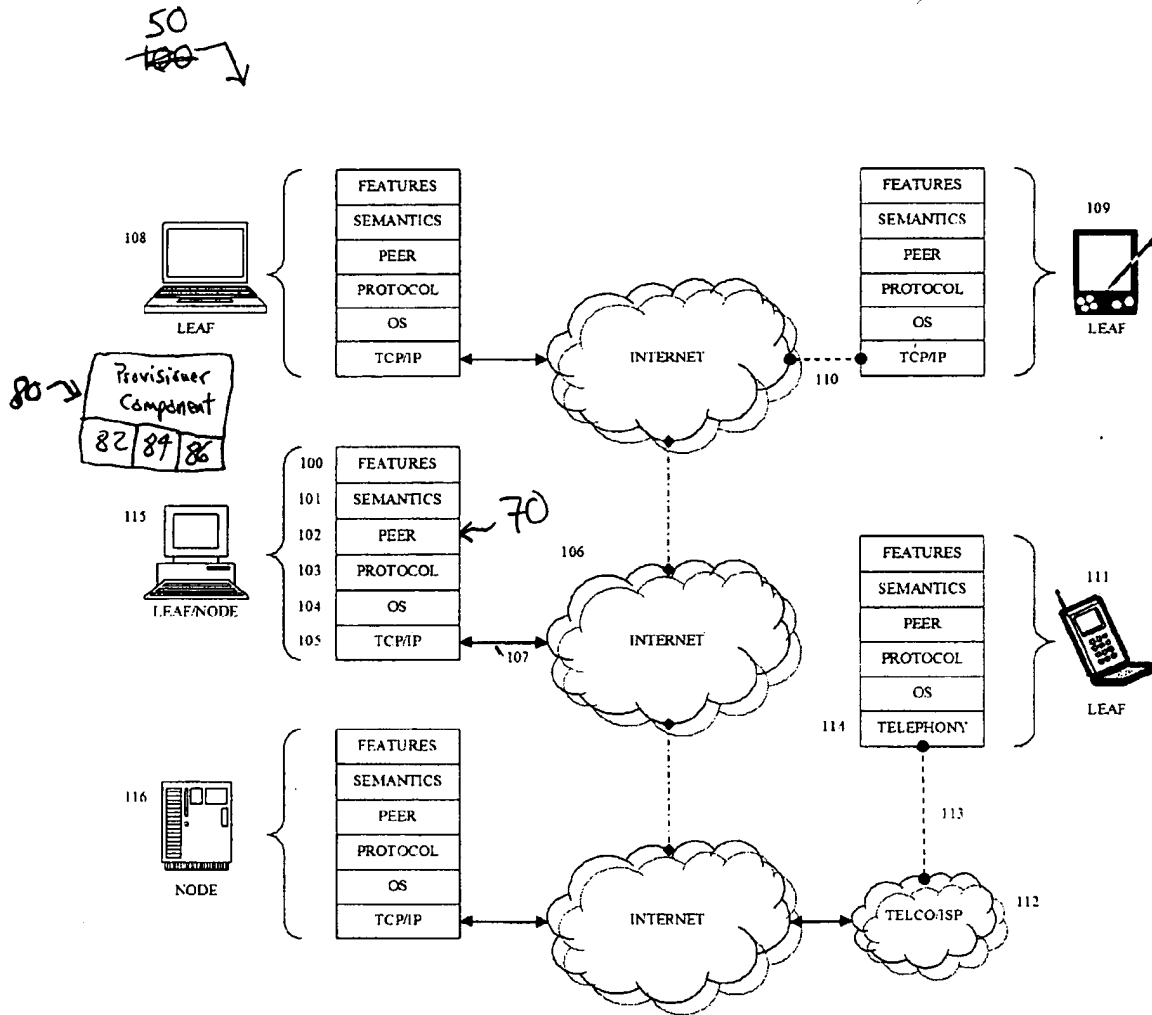 50
100
FEATURES
SEMANTICS
PEER
PROTOCOL
OS
TCP/IP
108
LEAF
INTERNET
110
FEATURES
SEMANTICS
PEER
PROTOCOL
OS
TCP/IP
109
LEAF
80
Provisioner
Component
82 84 86
115
LEAF/NODE
100 FEATURES
101 SEMANTICS
102 PEER
103 PROTOCOL
104 OS
105 TCP/IP
70
107
106
INTERNET
FEATURES
SEMANTICS
PEER
PROTOCOL
OS
114 TELEPHONY
111
LEAF
113
116
NODE
FEATURES
SEMANTICS
PEER
PROTOCOL
OS
TCP/IP
INTERNET
TELCO/ISP
112